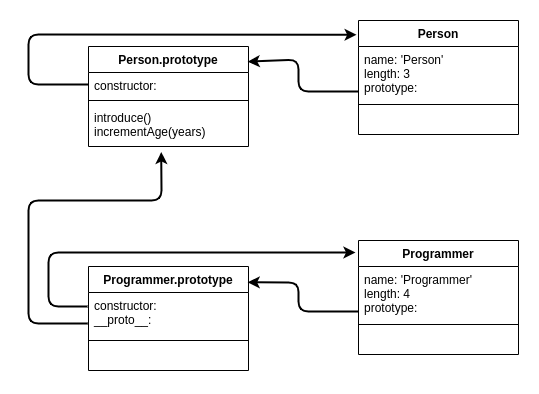 Person
name: 'Person'
length: 3
prototype:
Person.prototype
constructor:
introduce()
incrementAge(years)
Programmer
name: 'Programmer'
length: 4
prototype:
Programmer.prototype
constructor:
__proto__: